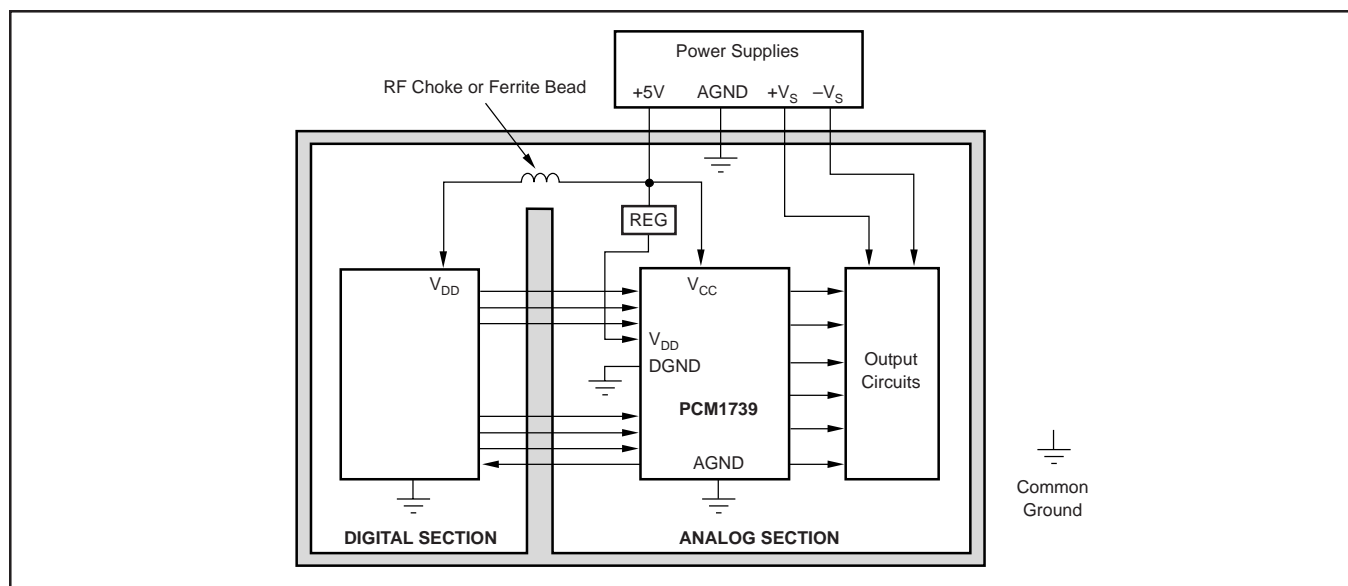 Power Supplies
RF Choke or Ferrite Bead
+5V AGND +VS –VS
REG
VDD
VCC
VDD
DGND
Output
Circuits
PCM1739
AGND
Common
Ground
DIGITAL SECTION
ANALOG SECTION